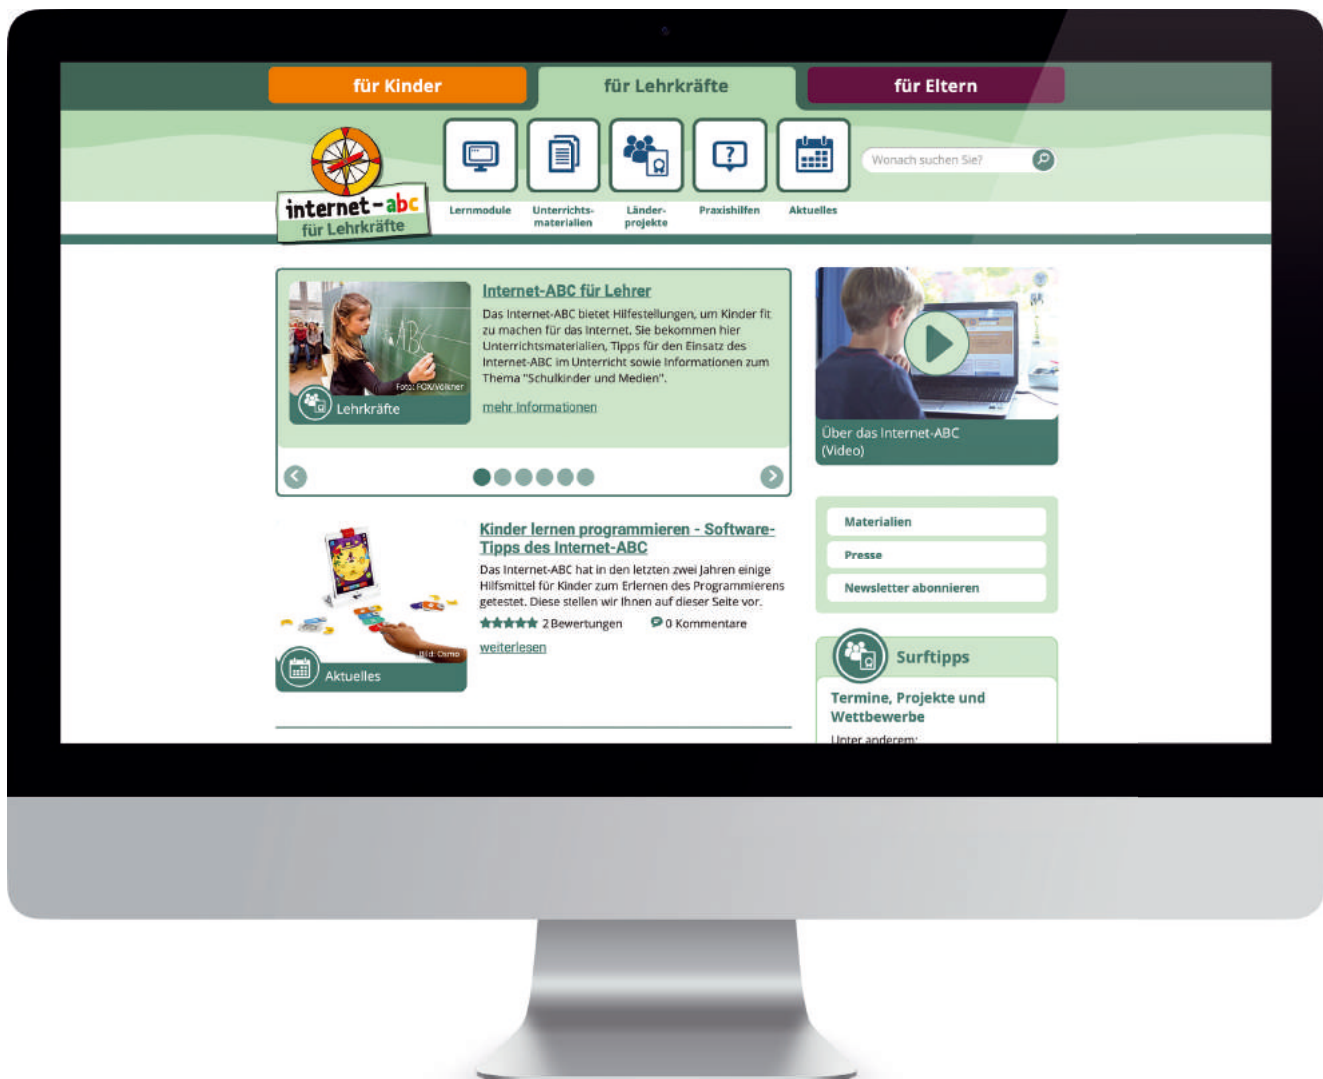 für Kinder
für Lehrkräfte
für Eltern
internet-abc
für Lehrkräfte
Lernmodule
Unterrichts-
materialien
Länder-
projekte
Praxishilfen
Aktuelles
Wonach suchen Sie?
Internet-ABC für Lehrer
Das Internet-ABC bietet Hilfestellungen, um Kinder fit
zu machen für das Internet. Sie bekommen hier
Unterrichtsmaterialien, Tipps für den Einsatz des
Internet-ABC im Unterricht sowie Informationen zum
Thema "Schulkinder und Medien".
mehr Informationen
ABC
Foto: FOX/Völkner
Lehrkräfte
Über das Internet-ABC
(Video)
Kinder lernen programmieren - Software-
Tipps des Internet-ABC
Das Internet-ABC hat in den letzten zwei Jahren einige
Hilfsmittel für Kinder zum Erlernen des Programmierens
getestet. Diese stellen wir Ihnen auf dieser Seite vor.
2 Bewertungen
0 Kommentare
weiterlesen
Bild: Osmo
Aktuelles
Materialien
Presse
Newsletter abonnieren
Surftipps
Termine, Projekte und
Wettbewerbe
Unter anderem: